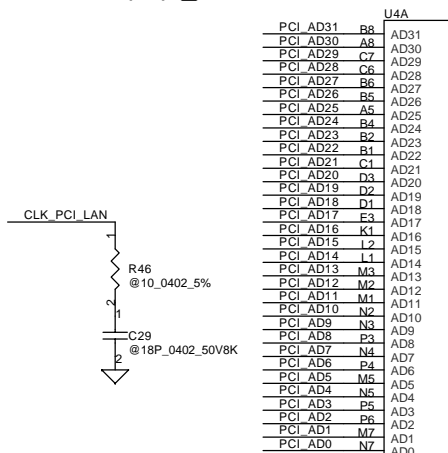 U4A
PCI_AD31 B8 AD31
PCI_AD30 A8 AD30
PCI_AD29 C7 AD29
PCI_AD28 C6 AD28
PCI_AD27 B6 AD27
PCI_AD26 B5 AD26
PCI_AD25 A5 AD25
PCI_AD24 B4 AD24
PCI_AD23 B2 AD23
PCI_AD22 B1 AD22
PCI_AD21 C1 AD21
PCI_AD20 D3 AD20
PCI_AD19 D2 AD19
PCI_AD18 D1 AD18
PCI_AD17 E3 AD17
PCI_AD16 K1 AD16
PCI_AD15 L2 AD15
PCI_AD14 L1 AD14
PCI_AD13 M3 AD13
PCI_AD12 M2 AD12
PCI_AD11 M1 AD11
PCI_AD10 N2 AD10
PCI_AD9 N3 AD9
PCI_AD8 P3 AD8
PCI_AD7 N4 AD7
PCI_AD6 P4 AD6
PCI_AD5 M5 AD5
PCI_AD4 N5 AD4
PCI_AD3 P5 AD3
PCI_AD2 P6 AD2
PCI_AD1 M7 AD1
PCI_AD0 N7 AD0
CLK_PCI_LAN
1
R46
@10_0402_5%
2
1
C29
@18P_0402_50V8K
2